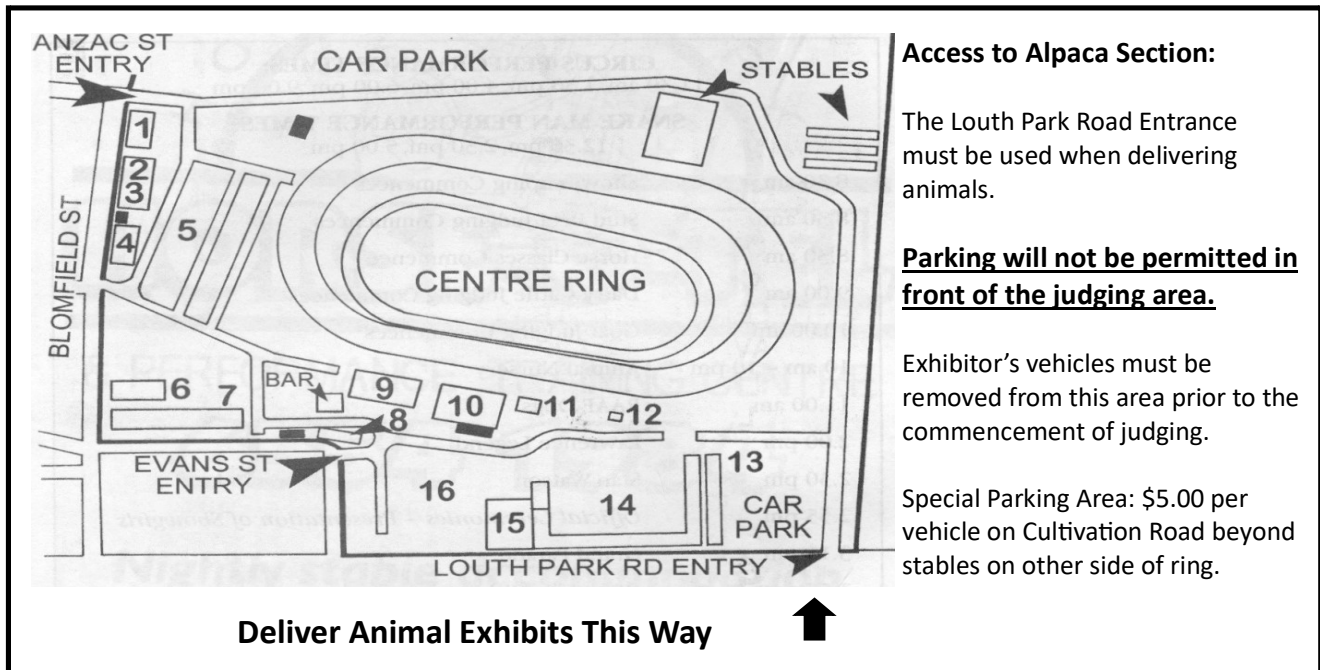 ANZAC ST
ENTRY
CAR PARK
STABLES
1
2
3
4
5
BLOMFIELD ST
CENTRE RING
6
7
BAR
8
9
10
11
12
EVANS ST
ENTRY
16
15
14
13
CAR
PARK
LOUTH PARK RD ENTRY
Deliver Animal Exhibits This Way
Access to Alpaca Section:
The Louth Park Road Entrance
must be used when delivering
animals.
Parking will not be permitted in
front of the judging area.
Exhibitor’s vehicles must be
removed from this area prior to the
commencement of judging.
Special Parking Area: $5.00 per
vehicle on Cultivation Road beyond
stables on other side of ring.